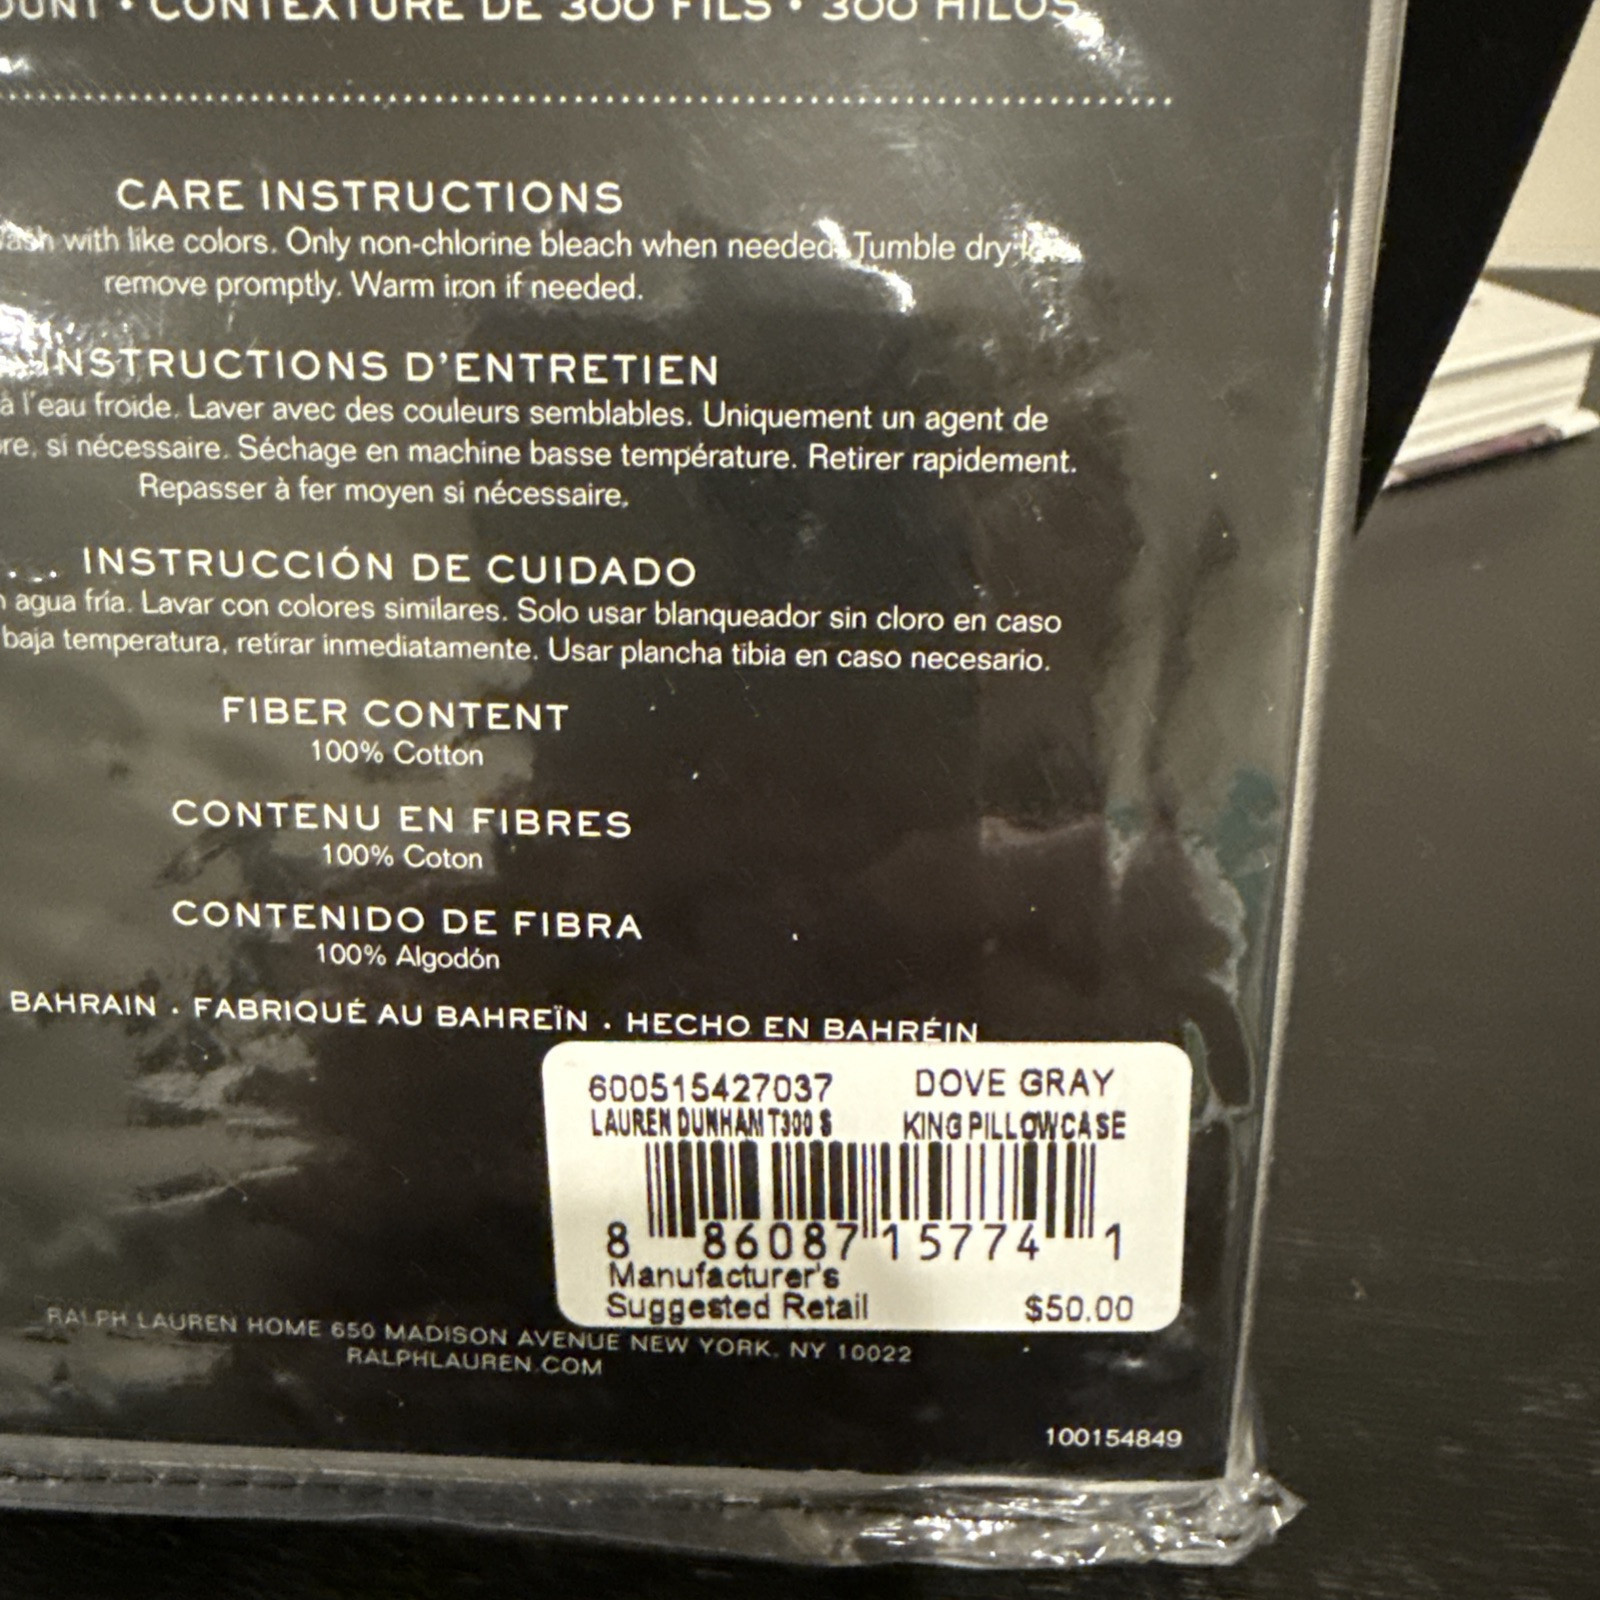 CONTEXTURE DE 300 FILS • 300 HILOS
CARE INSTRUCTIONS
with like colors. Only non-chlorine bleach when needed. Tumble dry
remove promptly. Warm iron if needed.
INSTRUCTIONS D'ENTRETIEN
à l'eau froide. Laver avec des couleurs semblables. Uniquement un agent de
si nécessaire. Séchage en machine basse température. Retirer rapidement.
Repasser à fer moyen si nécessaire.
INSTRUCCIÓN DE CUIDADO
agua fría. Lavar con colores similares. Solo usar blanqueador sin cloro en caso
baja temperatura, retirar inmediatamente. Usar plancha tibia en caso necesario.
FIBER CONTENT
100% Cotton
CONTENU EN FIBRES
100% Coton
CONTENIDO DE FIBRA
100% Algodón
BAHRAIN • FABRIQUÉ AU BAHREÏN • HECHO EN BAHRÉIN
600515427037 DOVE GRAY
LAUREN DUNHAM T300 S KING PILLOWCASE
8 86087 15774 1
Manufacturer's
Suggested Retail $50.00
RALPH LAUREN HOME 650 MADISON AVENUE NEW YORK, NY 10022
RALPHLAUREN.COM
100154849